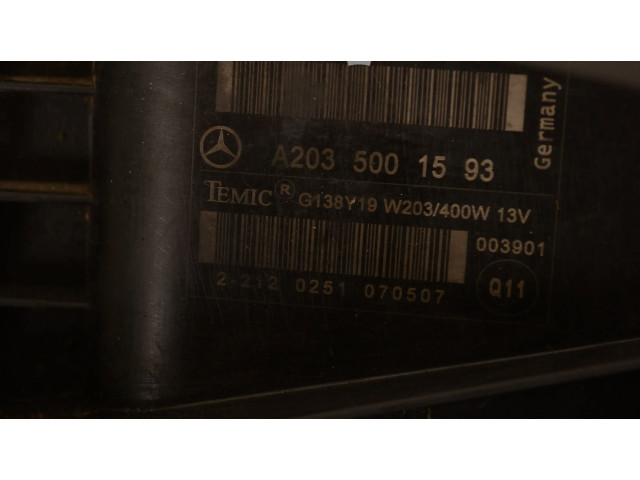 Germany
A203 500 15 93
TEMIC ® G138Y19 W203/400W 13V
003901
2-212 0251 070507
Q11